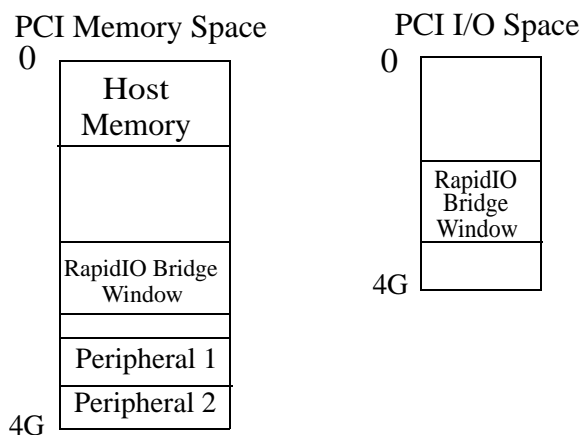 PCI Memory Space
0
Host
Memory
RapidIO Bridge
Window
Peripheral 1
Peripheral 2
4G
PCI I/O Space
0
RapidIO
Bridge
Window
4G